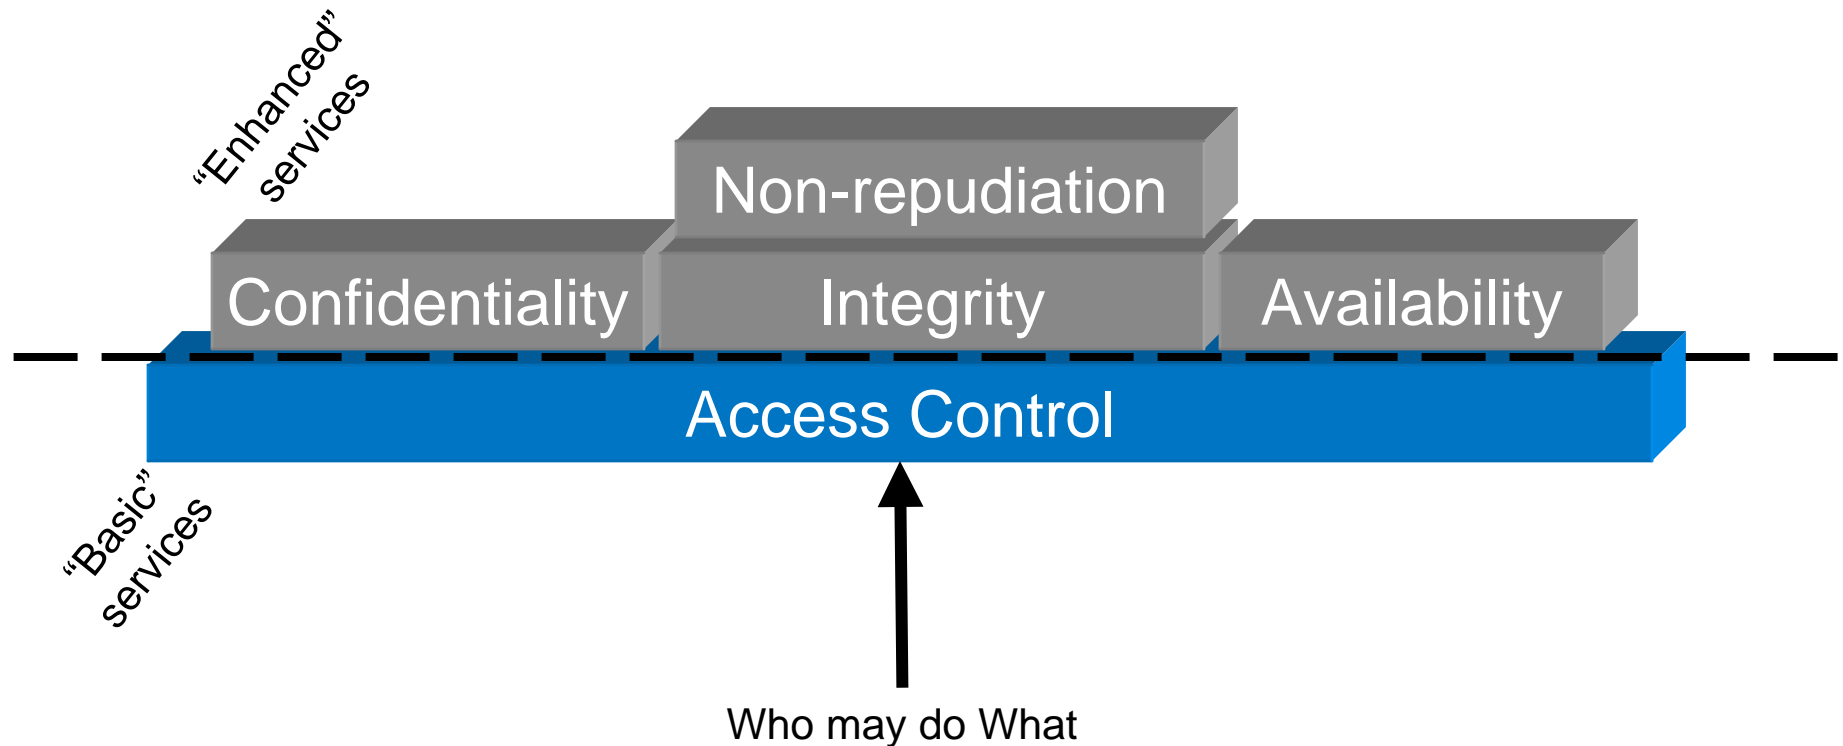 “Enhanced”
services
Non-repudiation
Confidentiality
Integrity
Availability
Access Control
“Basic”
services
Who may do What